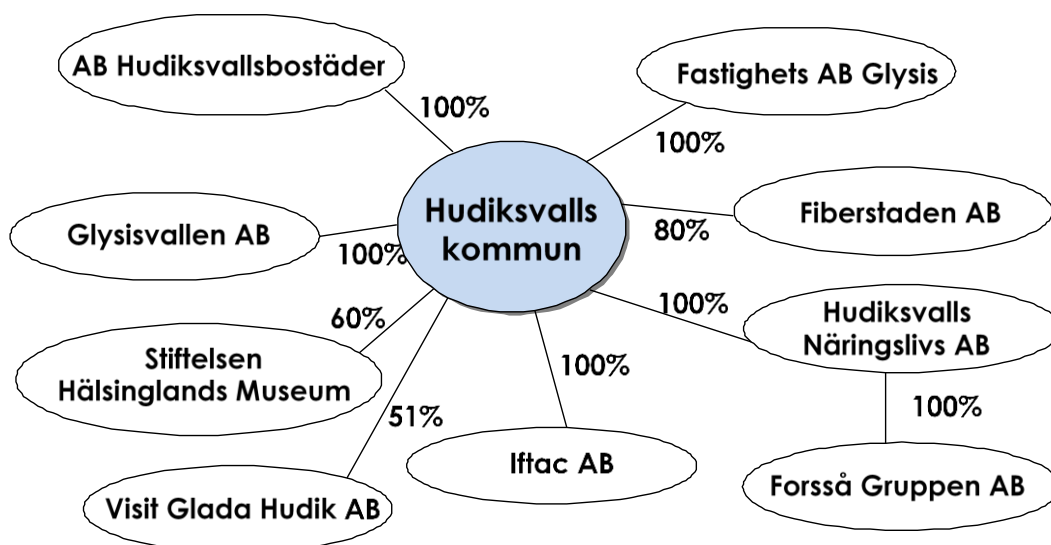 AB Hudiksvallsbostäder
100%
Fastighets AB Glysis
100%
Hudiksvalls
kommun
Glysisvallen AB
100%
Fiberstaden AB
80%
Stiftelsen
Hälsinglands Museum
60%
Hudiksvalls
Näringslivs AB
100%
Visit Glada Hudik AB
51%
Iftac AB
100%
Forsså Gruppen AB
100%